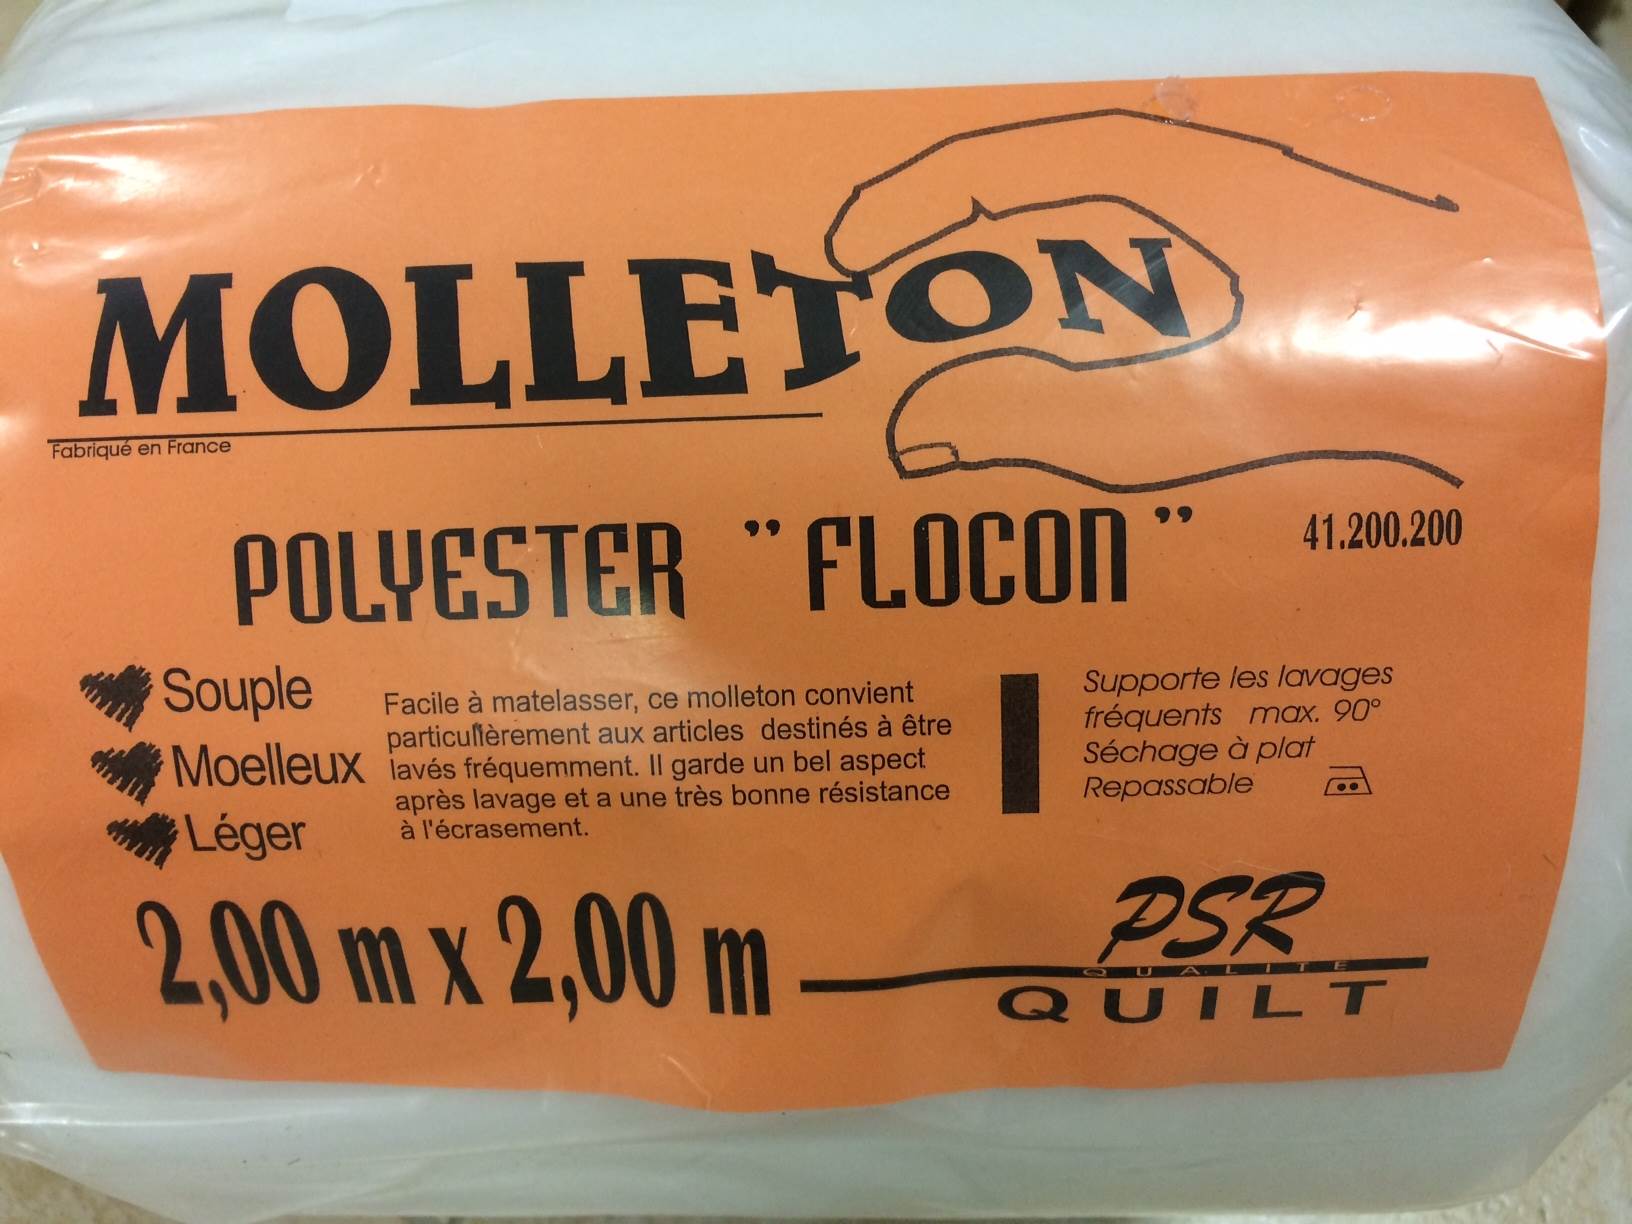 MOLLETON
Fabriqué en France
POLYESTER " FLOCON "
41.200.200
Souple
Moelleux
Léger
Facile à matelasser, ce molleton convient
particulièrement aux articles destinés à être
lavés fréquemment. Il garde un bel aspect
après lavage et a une très bonne résistance
à l'écrasement.
Supporte les lavages
fréquents max. 90°
Séchage à plat
Repassable
2,00 m x 2,00 m
PSR
QUALITE
QUILT